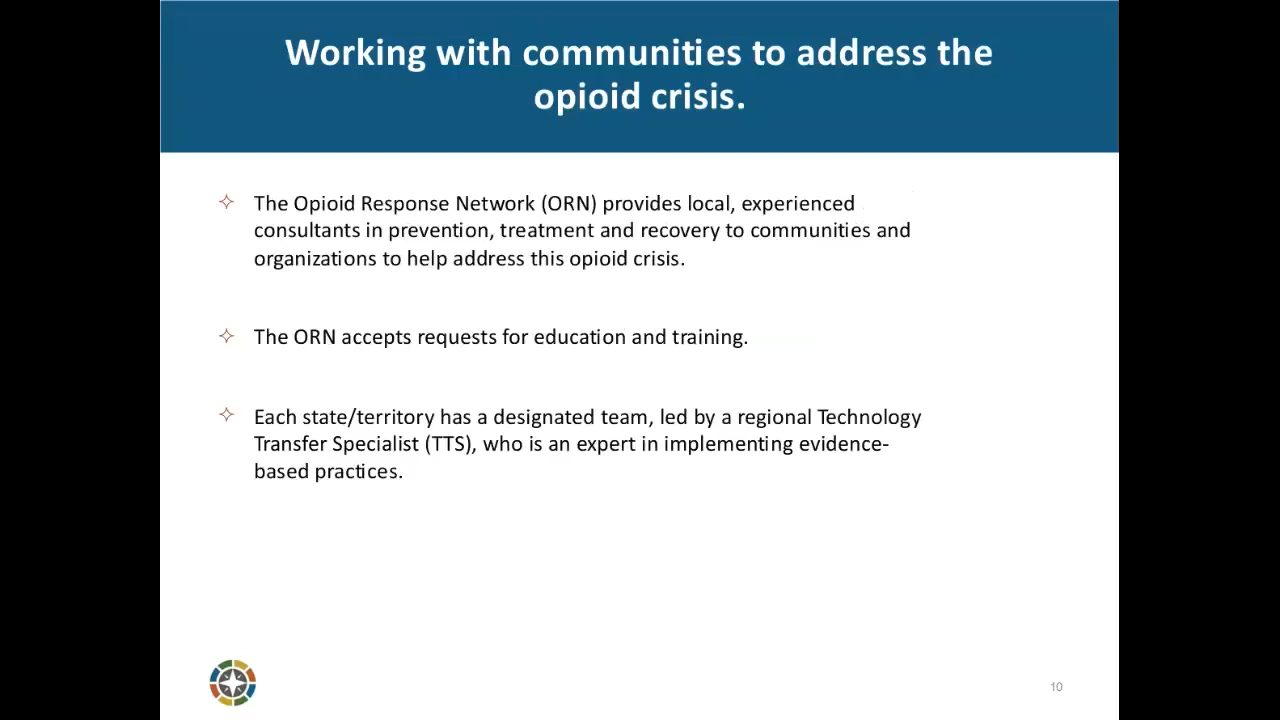 Working with communities to address the
opioid crisis.
The Opioid Response Network (ORN) provides local, experienced
consultants in prevention, treatment and recovery to communities and
organizations to help address this opioid crisis.
The ORN accepts requests for education and training.
Each state/territory has a designated team, led by a regional Technology
Transfer Specialist (TTS), who is an expert in implementing evidence-
based practices.
10